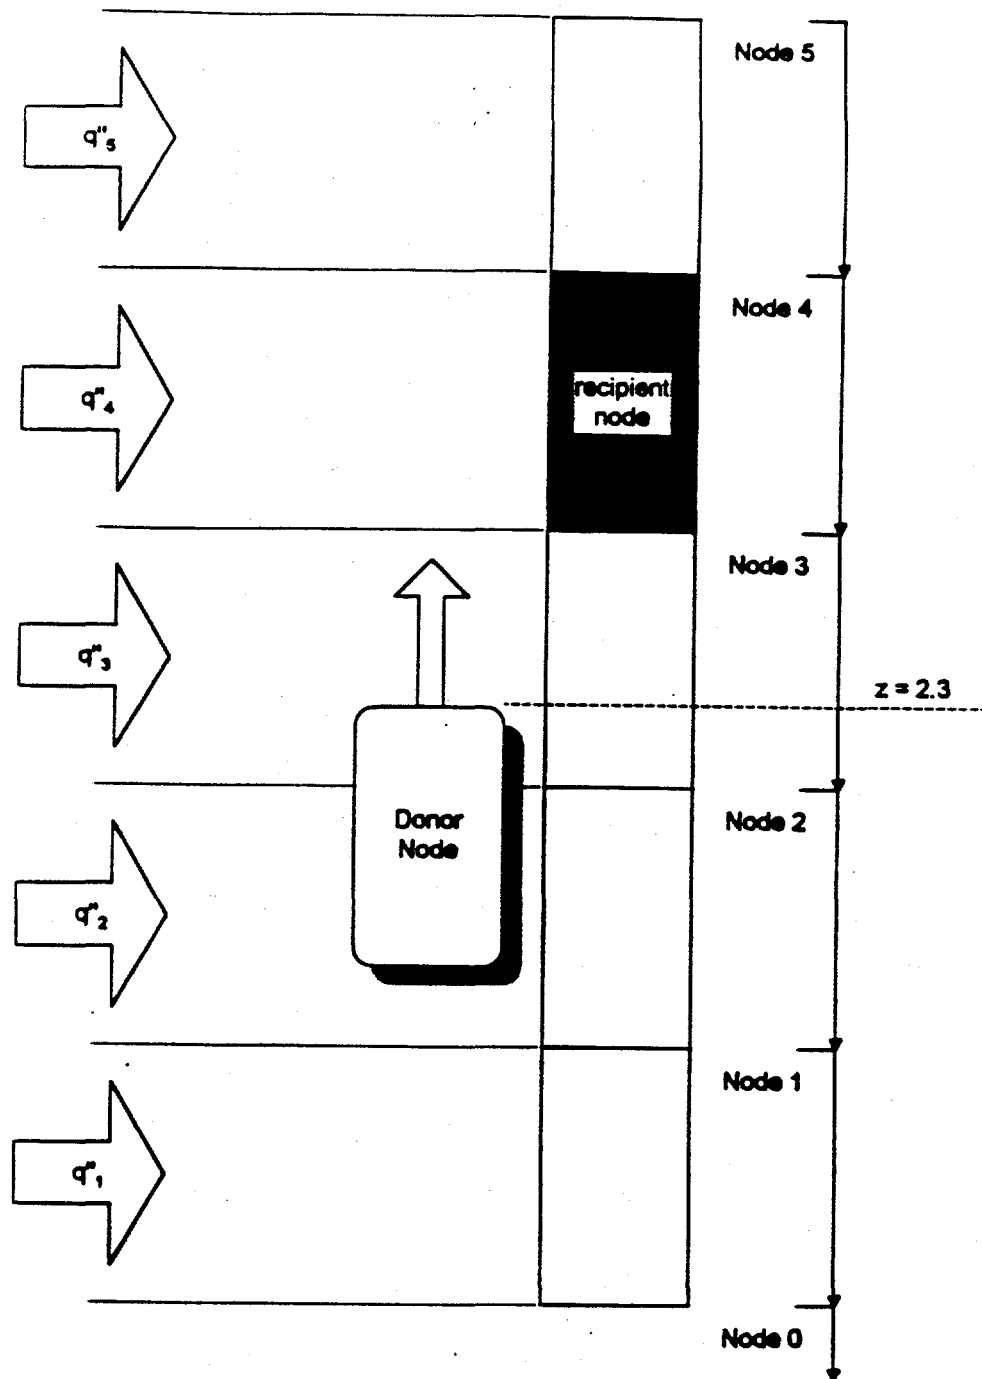 Node 5
q"5
Node 4
q"4
recipient
node
Node 3
q"3
z = 2.3
Donor
Node
Node 2
q"2
Node 1
q"1
Node 0